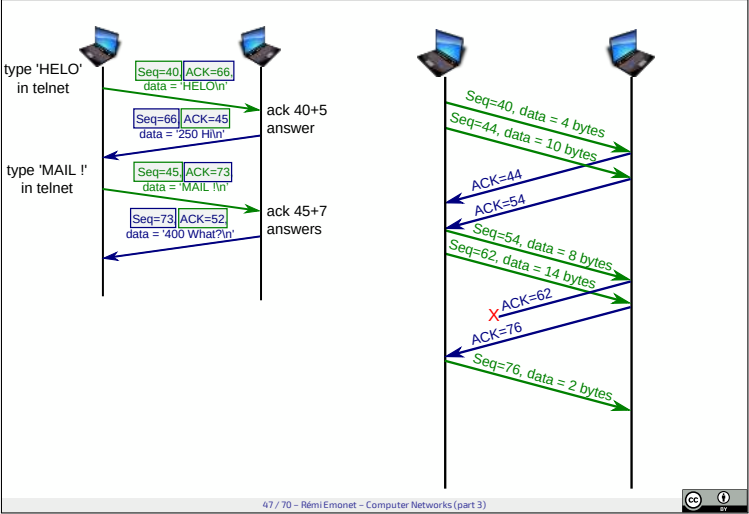 type 'HELO'
in telnet
Seq=40, ACK=66,
data = 'HELO\n'
ack 40+5
answer
Seq=66, ACK=45
data = '250 Hi\n'
type 'MAIL !'
in telnet
Seq=45, ACK=73
data = 'MAIL !\n'
ack 45+7
answers
Seq=73, ACK=52,
data = '400 What?\n'
Seq=40, data = 4 bytes
Seq=44, data = 10 bytes
ACK=44
ACK=54
Seq=54, data = 8 bytes
Seq=62, data = 14 bytes
X
ACK=62
ACK=76
Seq=76, data = 2 bytes
47 / 70 – Rémi Emonet – Computer Networks (part 3)
cc
BY